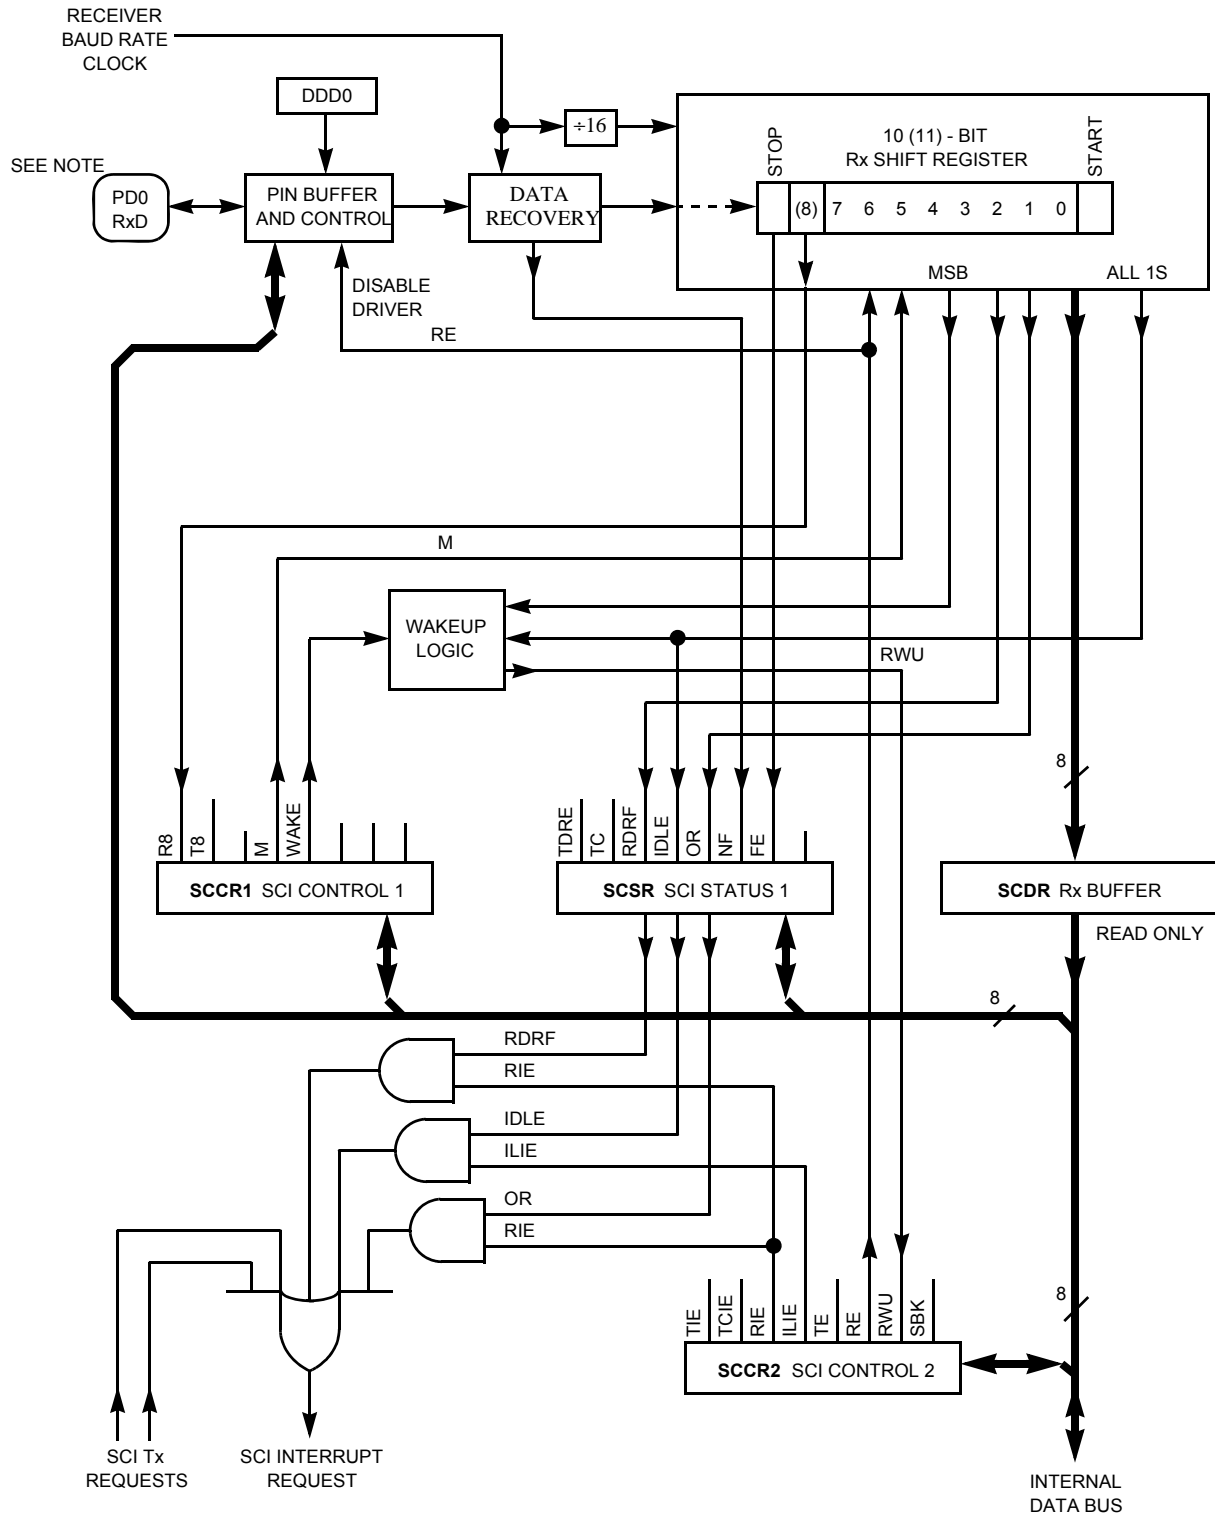 RECEIVER
BAUD RATE
CLOCK
DDD0
÷16
SEE NOTE
PD0
RxD
PIN BUFFER
AND CONTROL
DATA
RECOVERY
STOP
10 (11) - BIT
Rx SHIFT REGISTER
START
(8) 7 6 5 4 3 2 1 0
MSB
ALL 1S
DISABLE
DRIVER
RE
M
WAKEUP
LOGIC
RWU
8
R8
T8
M
WAKE
TDRE
TC
RDRF
IDLE
OR
NF
FE
SCCR1 SCI CONTROL 1
SCSR SCI STATUS 1
SCDR Rx BUFFER
READ ONLY
8
RDRF
RIE
IDLE
ILIE
OR
RIE
8
TIE
TCIE
RIE
ILIE
TE
RE
RWU
SBK
SCCR2 SCI CONTROL 2
SCI Tx
REQUESTS
SCI INTERRUPT
REQUEST
INTERNAL
DATA BUS